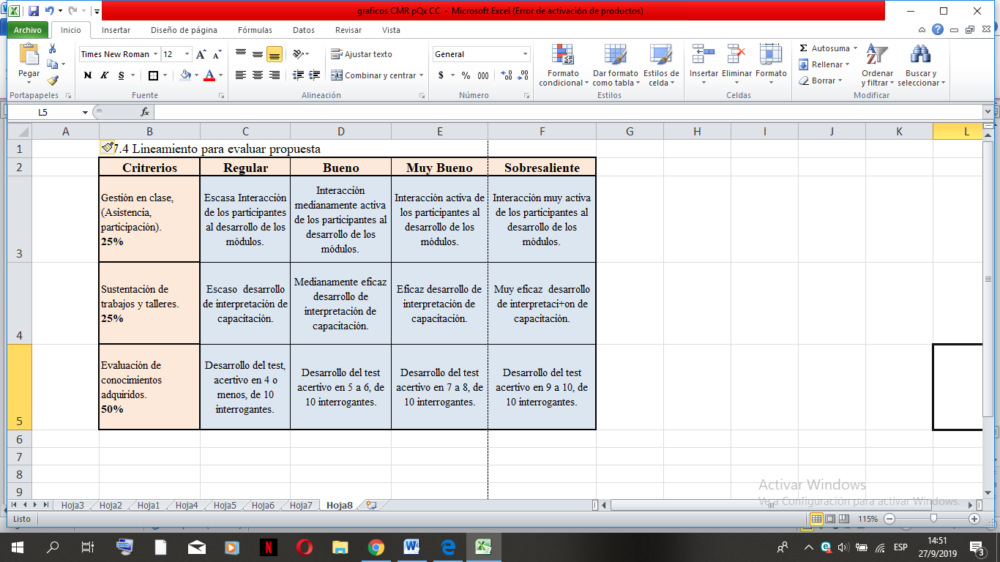 graficos CMR pQx CC - Microsoft Excel (Error de activación de productos)
Archivo Inicio Insertar Diseño de página Fórmulas Datos Revisar Vista
Pegar
Portapapeles
Times New Roman 12
N K S
Fuente
Ajustar texto
Combinar y centrar
Alineación
General
$ % 000
Número
Formato condicional
Dar formato como tabla
Estilos de celda
Estilos
Insertar Eliminar Formato
Celdas
Autosuma
Rellenar
Borrar
Ordenar y filtrar
Buscar y seleccionar
Modificar
L5 fx
A B C D E F G H I J K L
1 7.4 Lineamiento para evaluar propuesta
2 Critrerios Regular Bueno Muy Bueno Sobresaliente
3
Gestión en clase,
(Asistencia,
participación).
25%
Escasa Interacción
de los participantes
al desarrollo de los
módulos.
Interacción
medianamente activa
de los participantes al
desarrollo de los
módulos.
Interacción activa de
los participantes al
desarrollo de los
módulos.
Interacción muy activa
de los participantes al
desarrollo de los
módulos.
4
Sustentación de
trabajos y talleres.
25%
Escaso desarrollo
de interpretación de
capacitación.
Medianamente eficaz
desarrollo de
interpretación de
capacitación.
Eficaz desarrollo de
interpretación de
capacitación.
Muy eficaz desarrollo
de interpretaci+on de
capacitación.
5
Evaluación de
conocimientos
adquiridos.
50%
Desarrollo del test,
acertivo en 4 o
menos, de 10
interrogantes.
Desarrollo del test
acertivo en 5 a 6, de
10 interrogantes.
Desarrollo del test
acertivo en 7 a 8, de
10 interrogantes.
Desarrollo del test
acertivo en 9 a 10, de
10 interrogantes.
6
7
8
9
Activar Windows
Ve a Configuración para activar Windows.
Hoja3 Hoja2 Hoja1 Hoja4 Hoja5 Hoja6 Hoja7 Hoja8
Listo 115%
ESP 14:51
27/9/2019 3